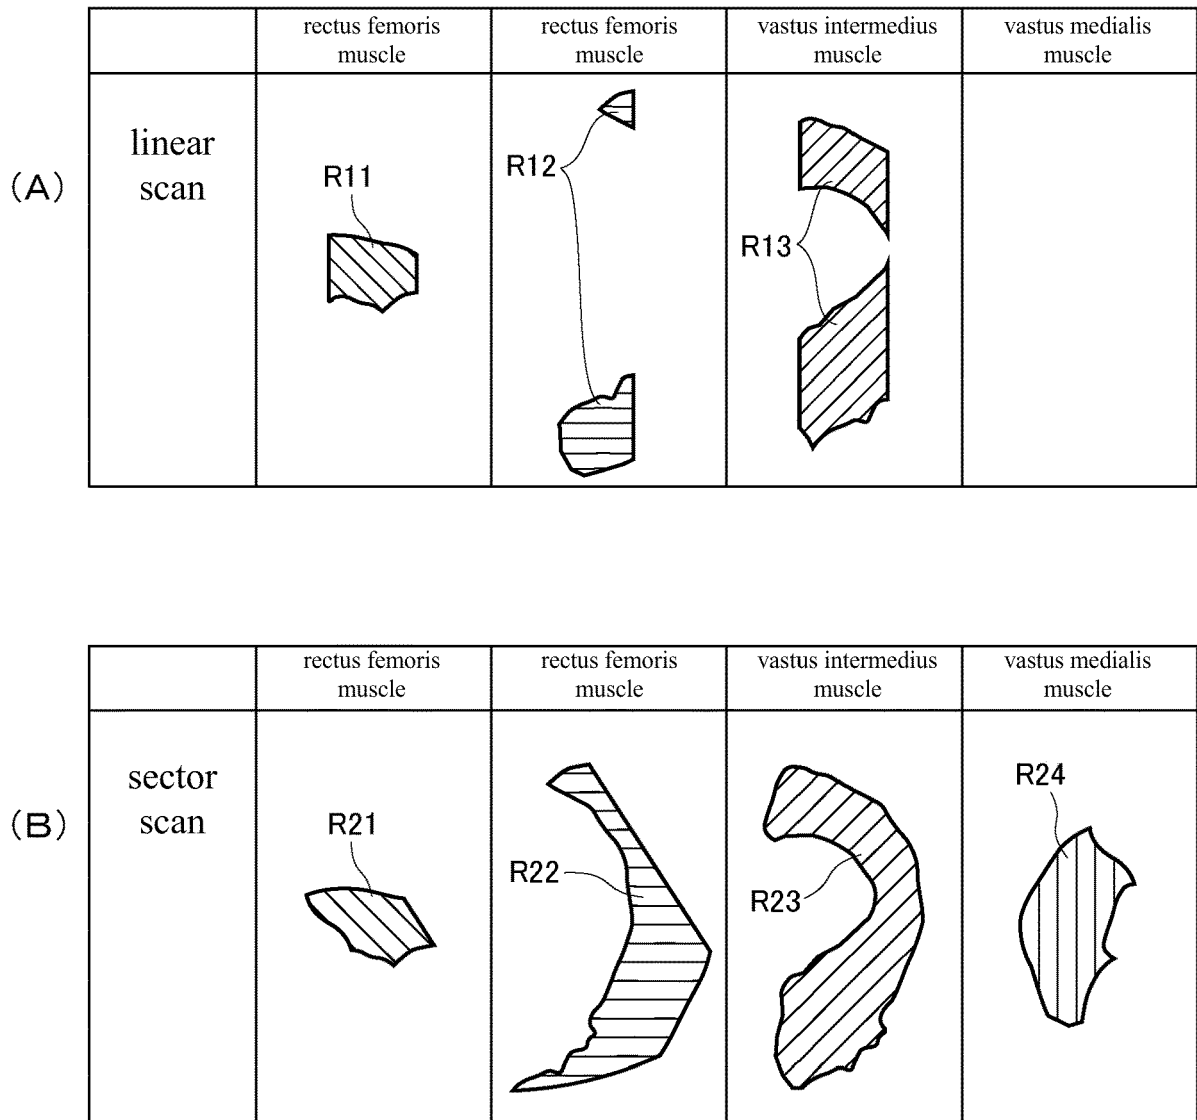 rectus femoris
muscle
rectus femoris
muscle
vastus intermedius
muscle
vastus medialis
muscle
(A)
linear
scan
R11
R12
R13
rectus femoris
muscle
rectus femoris
muscle
vastus intermedius
muscle
vastus medialis
muscle
(B)
sector
scan
R21
R22
R23
R24